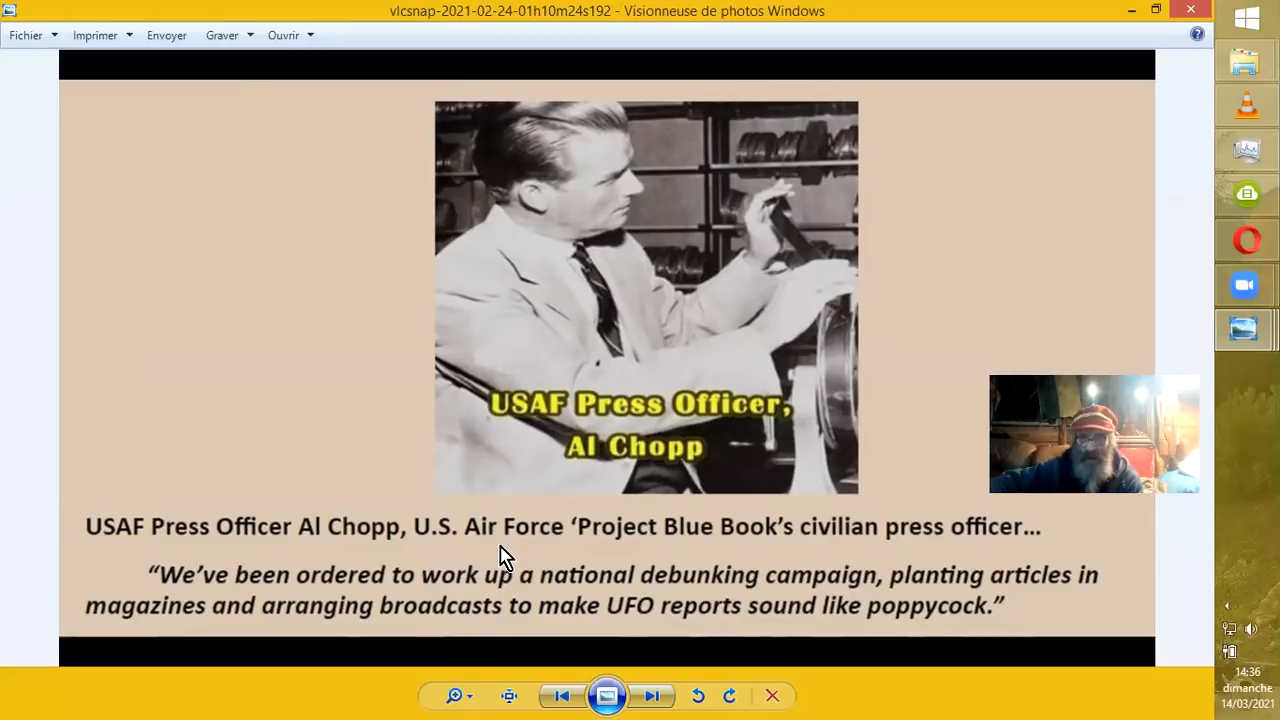 vlcsnap-2021-02-24-01h10m24s192 - Visionneuse de photos Windows
Fichier Imprimer Envoyer Graver Ouvrir
USAF Press Officer,
Al Chopp
USAF Press Officer Al Chopp, U.S. Air Force ‘Project Blue Book’s civilian press officer…
“We’ve been ordered to work up a national debunking campaign, planting articles in
magazines and arranging broadcasts to make UFO reports sound like poppycock.”
14:36
dimanche
14/03/2021